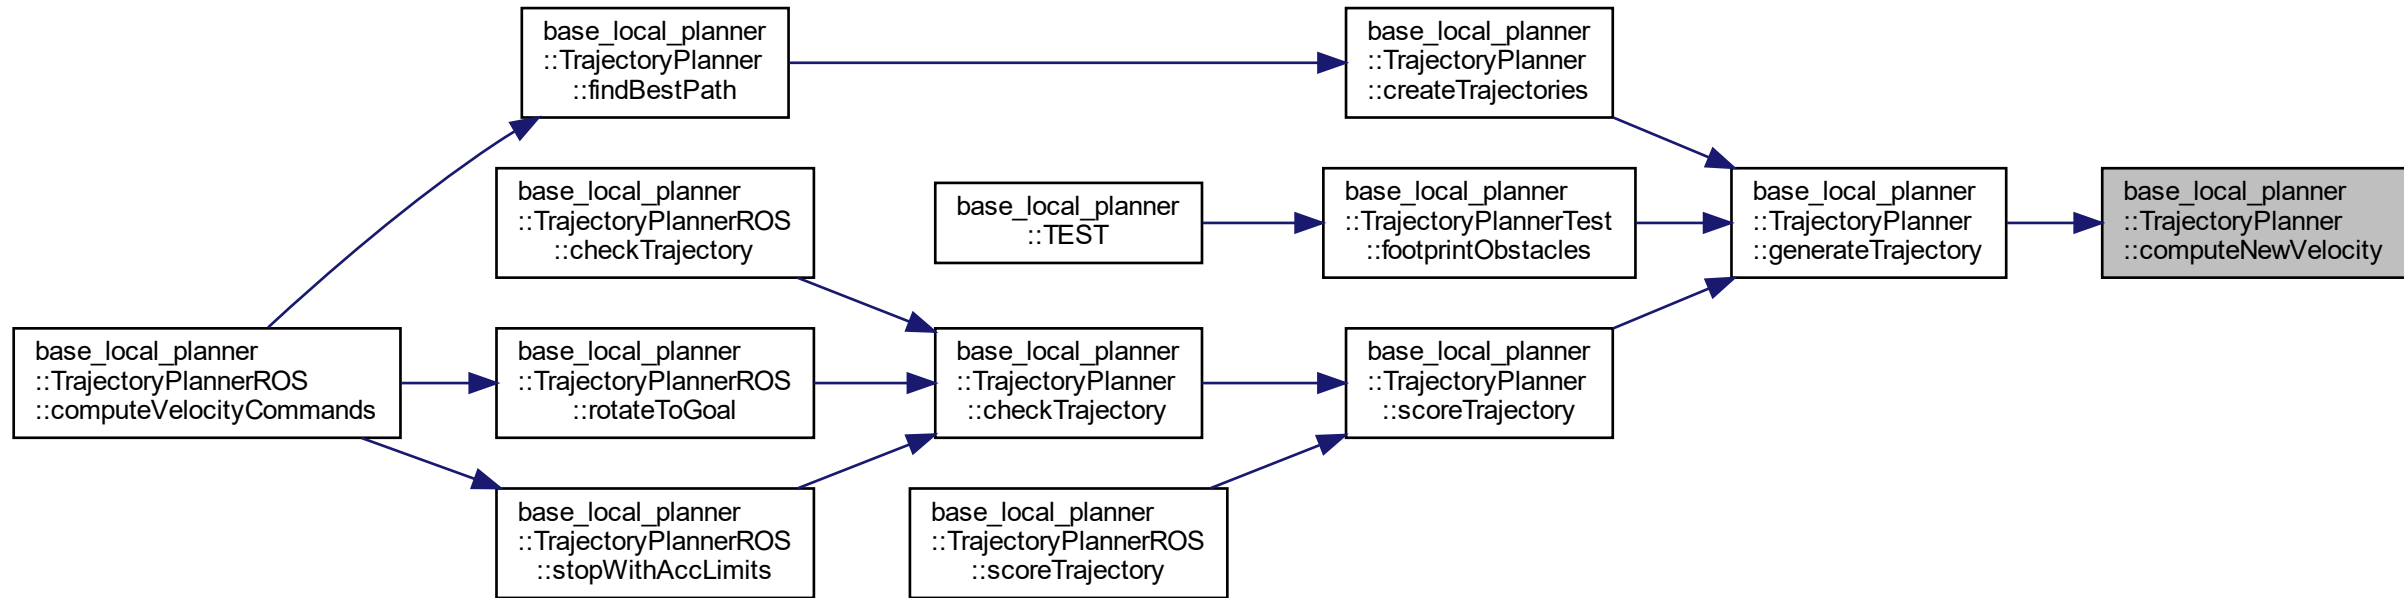 base_local_planner
::TrajectoryPlanner
::findBestPath
base_local_planner
::TrajectoryPlanner
::createTrajectories
base_local_planner
::TrajectoryPlannerROS
::checkTrajectory
base_local_planner
::TEST
base_local_planner
::TrajectoryPlannerTest
::footprintObstacles
base_local_planner
::TrajectoryPlanner
::generateTrajectory
base_local_planner
::TrajectoryPlanner
::computeNewVelocity
base_local_planner
::TrajectoryPlannerROS
::computeVelocityCommands
base_local_planner
::TrajectoryPlannerROS
::rotateToGoal
base_local_planner
::TrajectoryPlanner
::checkTrajectory
base_local_planner
::TrajectoryPlanner
::scoreTrajectory
base_local_planner
::TrajectoryPlannerROS
::stopWithAccLimits
base_local_planner
::TrajectoryPlannerROS
::scoreTrajectory